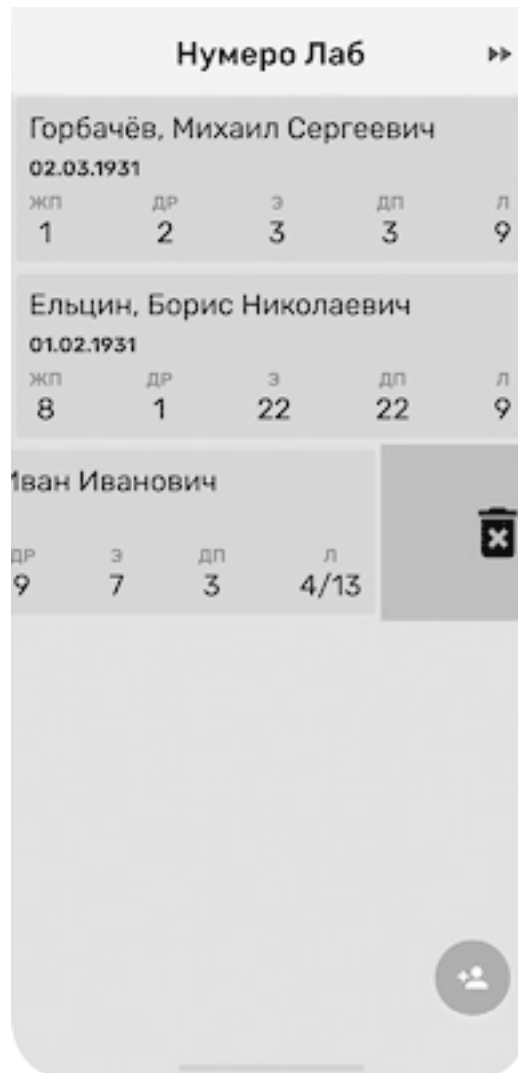 Нумеро Лаб
Горбачёв, Михаил Сергеевич
02.03.1931
ЖП ДР Э ДП Л
1 2 3 3 9
Ельцин, Борис Николаевич
01.02.1931
ЖП ДР Э ДП Л
8 1 22 22 9
Иван Иванович
ДР Э ДП Л
9 7 3 4/13